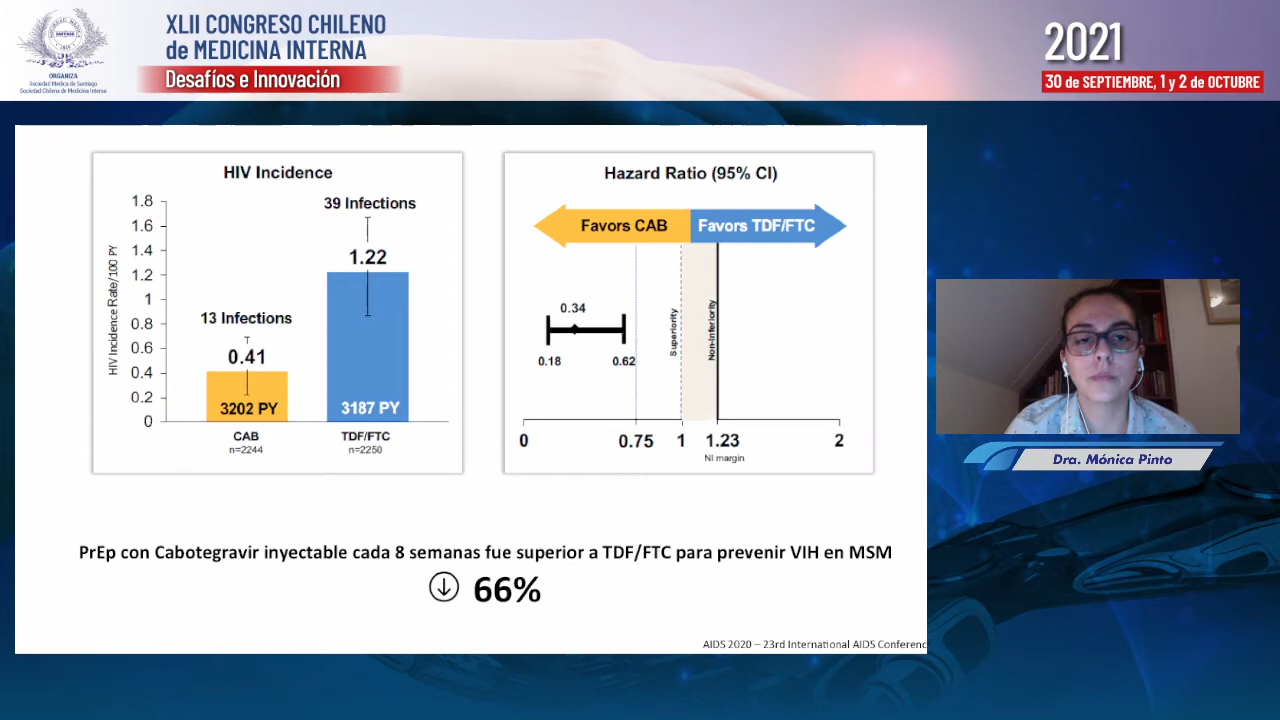 SOCIEDAD MEDICA
SANTIAGO
1869
ORGANIZA
Sociedad Médica de Santiago
Sociedad Chilena de Medicina Interna
XLII CONGRESO CHILENO
de MEDICINA INTERNA
Desafíos e Innovación
2021
30 de SEPTIEMBRE, 1 y 2 de OCTUBRE
HIV Incidence
HIV Incidence Rate/100 PY
1.8
1.6
1.4
1.2
1
0.8
0.6
0.4
0.2
0
13 Infections
0.41
3202 PY
CAB
n=2244
39 Infections
1.22
3187 PY
TDF/FTC
n=2250
Hazard Ratio (95% CI)
Favors CAB
Favors TDF/FTC
0.34
0.18
0.62
Superiority
Non-inferiority
0
0.75
1
1.23
2
NI margin
PrEp con Cabotegravir inyectable cada 8 semanas fue superior a TDF/FTC para prevenir VIH en MSM
66%
AIDS 2020 – 23rd International AIDS Conferenc
Dra. Mónica Pinto